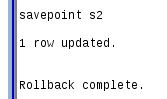 savepoint s2
1 row updated.
Rollback complete.